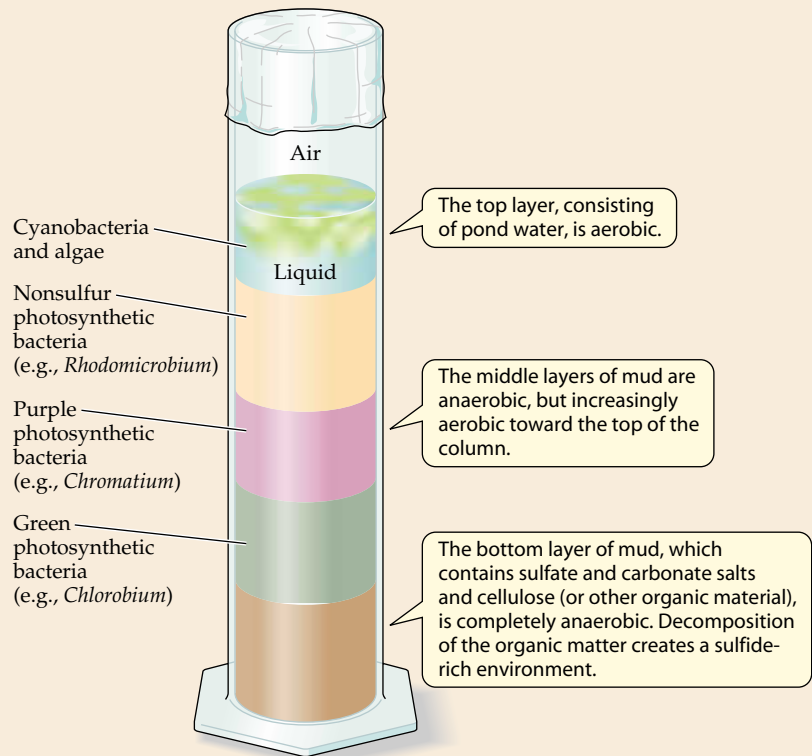 Air
Liquid
Cyanobacteria
and algae
Nonsulfur
photosynthetic
bacteria
(e.g., Rhodomicrobium)
Purple
photosynthetic
bacteria
(e.g., Chromatium)
Green
photosynthetic
bacteria
(e.g., Chlorobium)
The top layer, consisting
of pond water, is aerobic.
The middle layers of mud are
anaerobic, but increasingly
aerobic toward the top of the
column.
The bottom layer of mud, which
contains sulfate and carbonate salts
and cellulose (or other organic material),
is completely anaerobic. Decomposition
of the organic matter creates a sulfide-
rich environment.